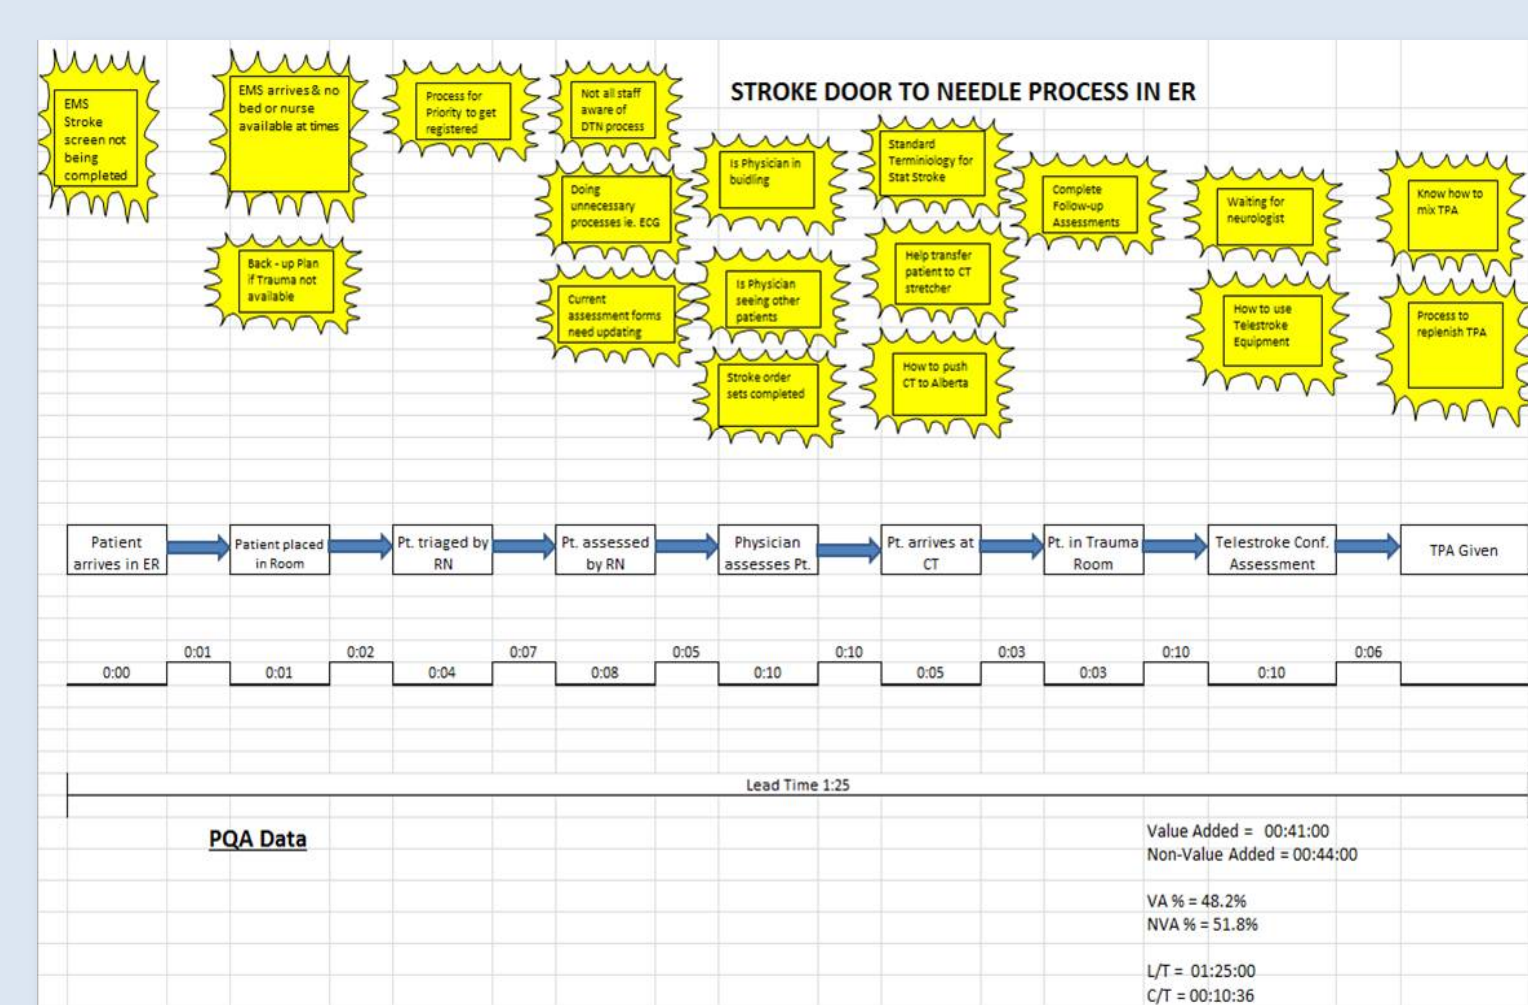 STROKE DOOR TO NEEDLE PROCESS IN ER
EMS
Stroke
screen not
being
completed
EMS arrives & no
bed or nurse
available at times
Back - up Plan
if Trauma not
available
Process for
Priority to get
registered
Not all staff
aware of
DTN process
Doing
unnecessary
processes ie. ECG
Current
assessment forms
need updating
Is Physician in
buidling
Is Physician
seeing other
patients
Stroke order
sets completed
Standard
Terminiology for
Stat Stroke
Help transfer
patient to CT
stretcher
How to push
CT to Alberta
Complete
Follow-up
Assessments
Waiting for
neurologist
How to use
Telestroke
Equipment
Know how to
mix TPA
Process to
replenish TPA
Patient
arrives in ER
Patient placed
in Room
Pt. triaged by
RN
Pt. assessed
by RN
Physician
assesses Pt.
Pt. arrives at
CT
Pt. in Trauma
Room
Telestroke Conf.
Assessment
TPA Given
0:01 0:02 0:07 0:05 0:10 0:03 0:10 0:06
0:00 0:01 0:04 0:08 0:10 0:05 0:03 0:10
Lead Time 1:25
PQA Data
Value Added = 00:41:00
Non-Value Added = 00:44:00
VA % = 48.2%
NVA % = 51.8%
L/T = 01:25:00
C/T = 00:10:36